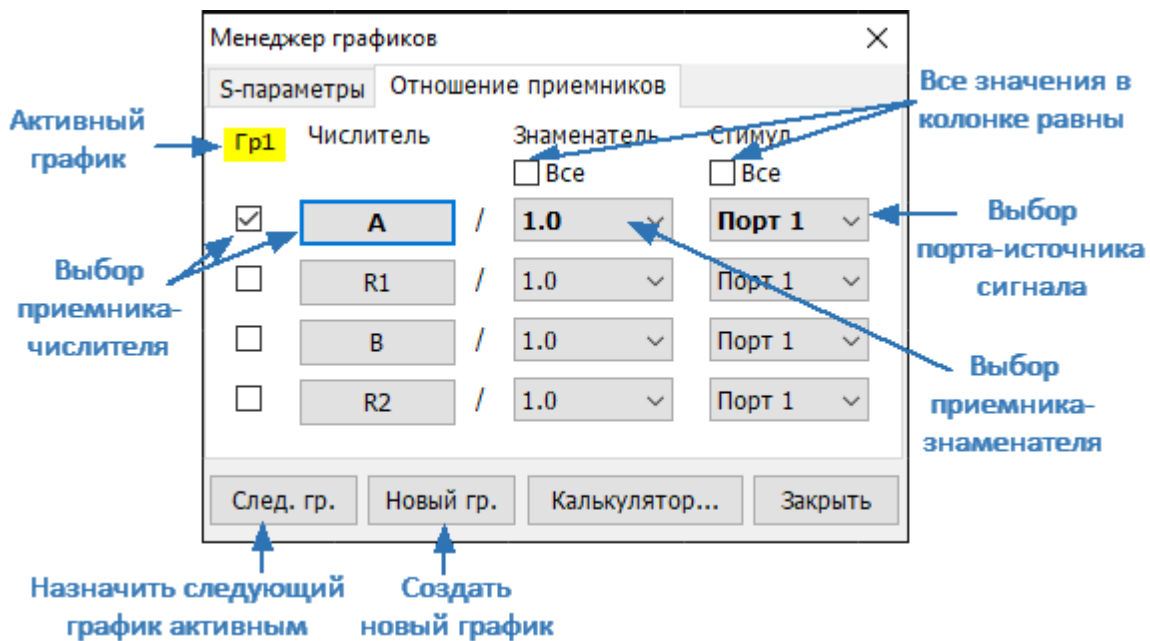 Менеджер графиков
S-параметры Отношение приемников
Все значения в
колонке равны
Активный
график
Гр1 Числитель Знаменатель Стимул
Все Все
A / 1.0 Порт 1
Выбор
порта-источника
сигнала
Выбор
приемника-
числителя
R1 / 1.0 Порт 1
B / 1.0 Порт 1
R2 / 1.0 Порт 1
Выбор
приемника-
знаменателя
След. гр. Новый гр. Калькулятор... Закрыть
Назначить следующий
график активным
Создать
новый график